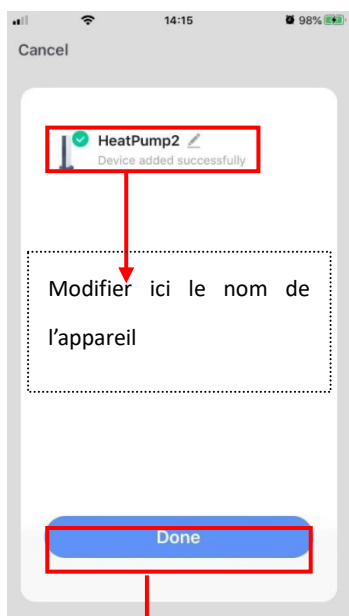 14:15
98%
Cancel
HeatPump2
Device added successfully
Modifier ici le nom de
l’appareil
Done